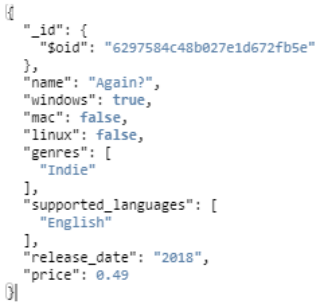 {
"_id": {
"$oid": "6297584c48b027e1d672fb5e"
},
"name": "Again?",
"windows": true,
"mac": false,
"linux": false,
"genres": [
"Indie"
],
"supported_languages": [
"English"
],
"release_date": "2018",
"price": 0.49
}